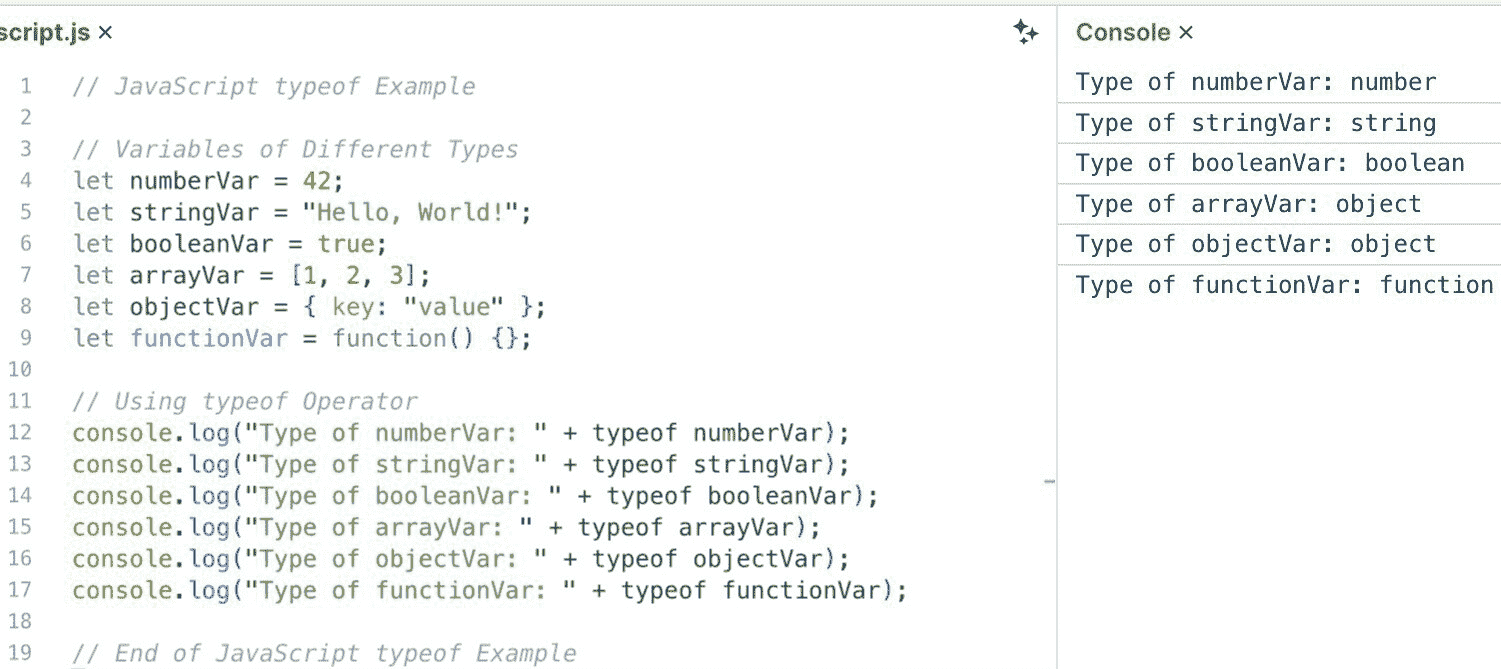 script.js ×
1 // JavaScript typeof Example
2
3 // Variables of Different Types
4 let numberVar = 42;
5 let stringVar = "Hello, World!";
6 let booleanVar = true;
7 let arrayVar = [1, 2, 3];
8 let objectVar = { key: "value" };
9 let functionVar = function() {};
10
11 // Using typeof Operator
12 console.log("Type of numberVar: " + typeof numberVar);
13 console.log("Type of stringVar: " + typeof stringVar);
14 console.log("Type of booleanVar: " + typeof booleanVar);
15 console.log("Type of arrayVar: " + typeof arrayVar);
16 console.log("Type of objectVar: " + typeof objectVar);
17 console.log("Type of functionVar: " + typeof functionVar);
18
19 // End of JavaScript typeof Example
Console ×
Type of numberVar: number
Type of stringVar: string
Type of booleanVar: boolean
Type of arrayVar: object
Type of objectVar: object
Type of functionVar: function